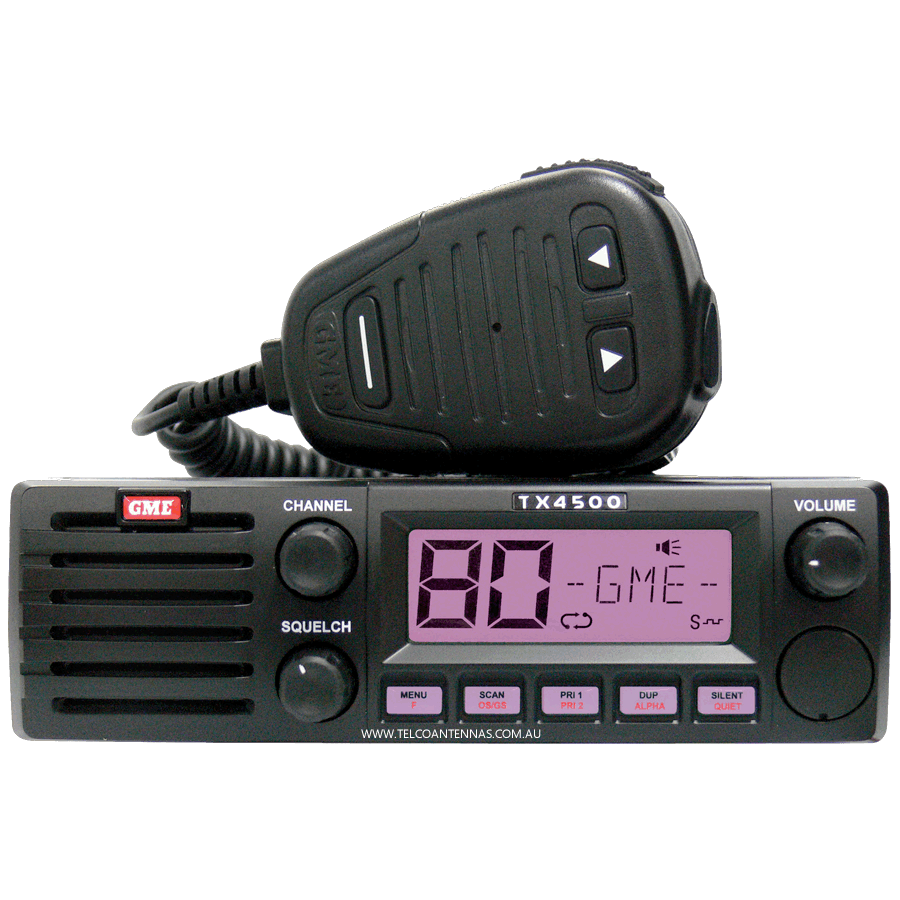 GME
GME
CHANNEL
TX4500
VOLUME
80 -GME-
S
SQUELCH
MENU
F
SCAN
OS/GS
PRI 1
PRI 2
DUP
ALPHA
SILENT
QUIET
WWW.TELCOANTENNAS.COM.AU